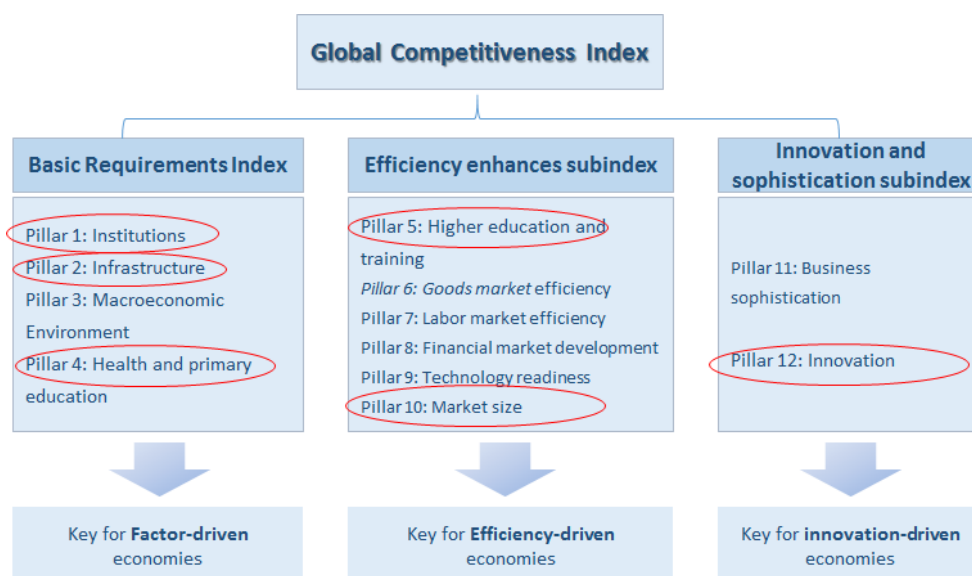 Global Competitiveness Index
Basic Requirements Index
Pillar 1: Institutions
Pillar 2: Infrastructure
Pillar 3: Macroeconomic
Environment
Pillar 4: Health and primary
education
Key for Factor-driven
economies
Efficiency enhances subindex
Pillar 5: Higher education and
training
Pillar 6: Goods market efficiency
Pillar 7: Labor market efficiency
Pillar 8: Financial market development
Pillar 9: Technology readiness
Pillar 10: Market size
Key for Efficiency-driven
economies
Innovation and
sophistication subindex
Pillar 11: Business
sophistication
Pillar 12: Innovation
Key for innovation-driven
economies